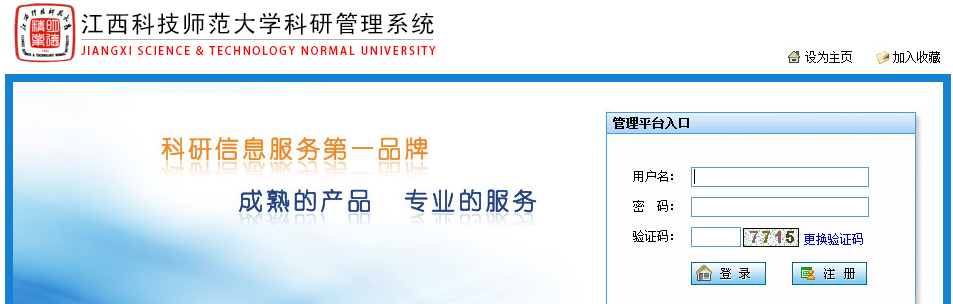 江西科技师范大学科研管理系统
JIANGXI SCIENCE & TECHNOLOGY NORMAL UNIVERSITY
设为主页 加入收藏
科研信息服务第一品牌
成熟的产品 专业的服务
管理平台入口
用户名:
密 码:
验证码: 7715 更换验证码
登 录 注 册